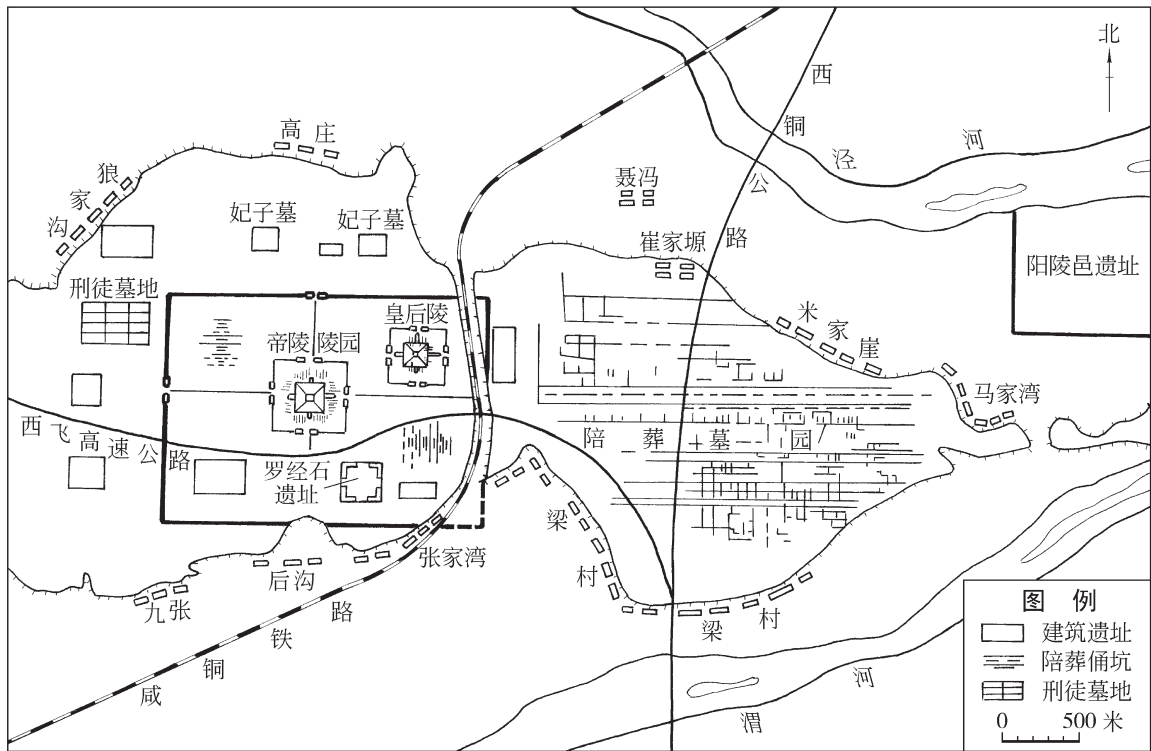 北
西铜公路
泾河
高庄
狼家沟
聂冯
妃子墓
妃子墓
崔家塬
阳陵邑遗址
刑徒墓地
皇后陵
帝陵陵园
米家崖
马家湾
西飞高速公路
陪葬墓园
罗经石
遗址
梁村
张家湾
后沟
九张
梁村
咸铜铁路
渭河
图例
建筑遗址
陪葬俑坑
刑徒墓地
0 500米